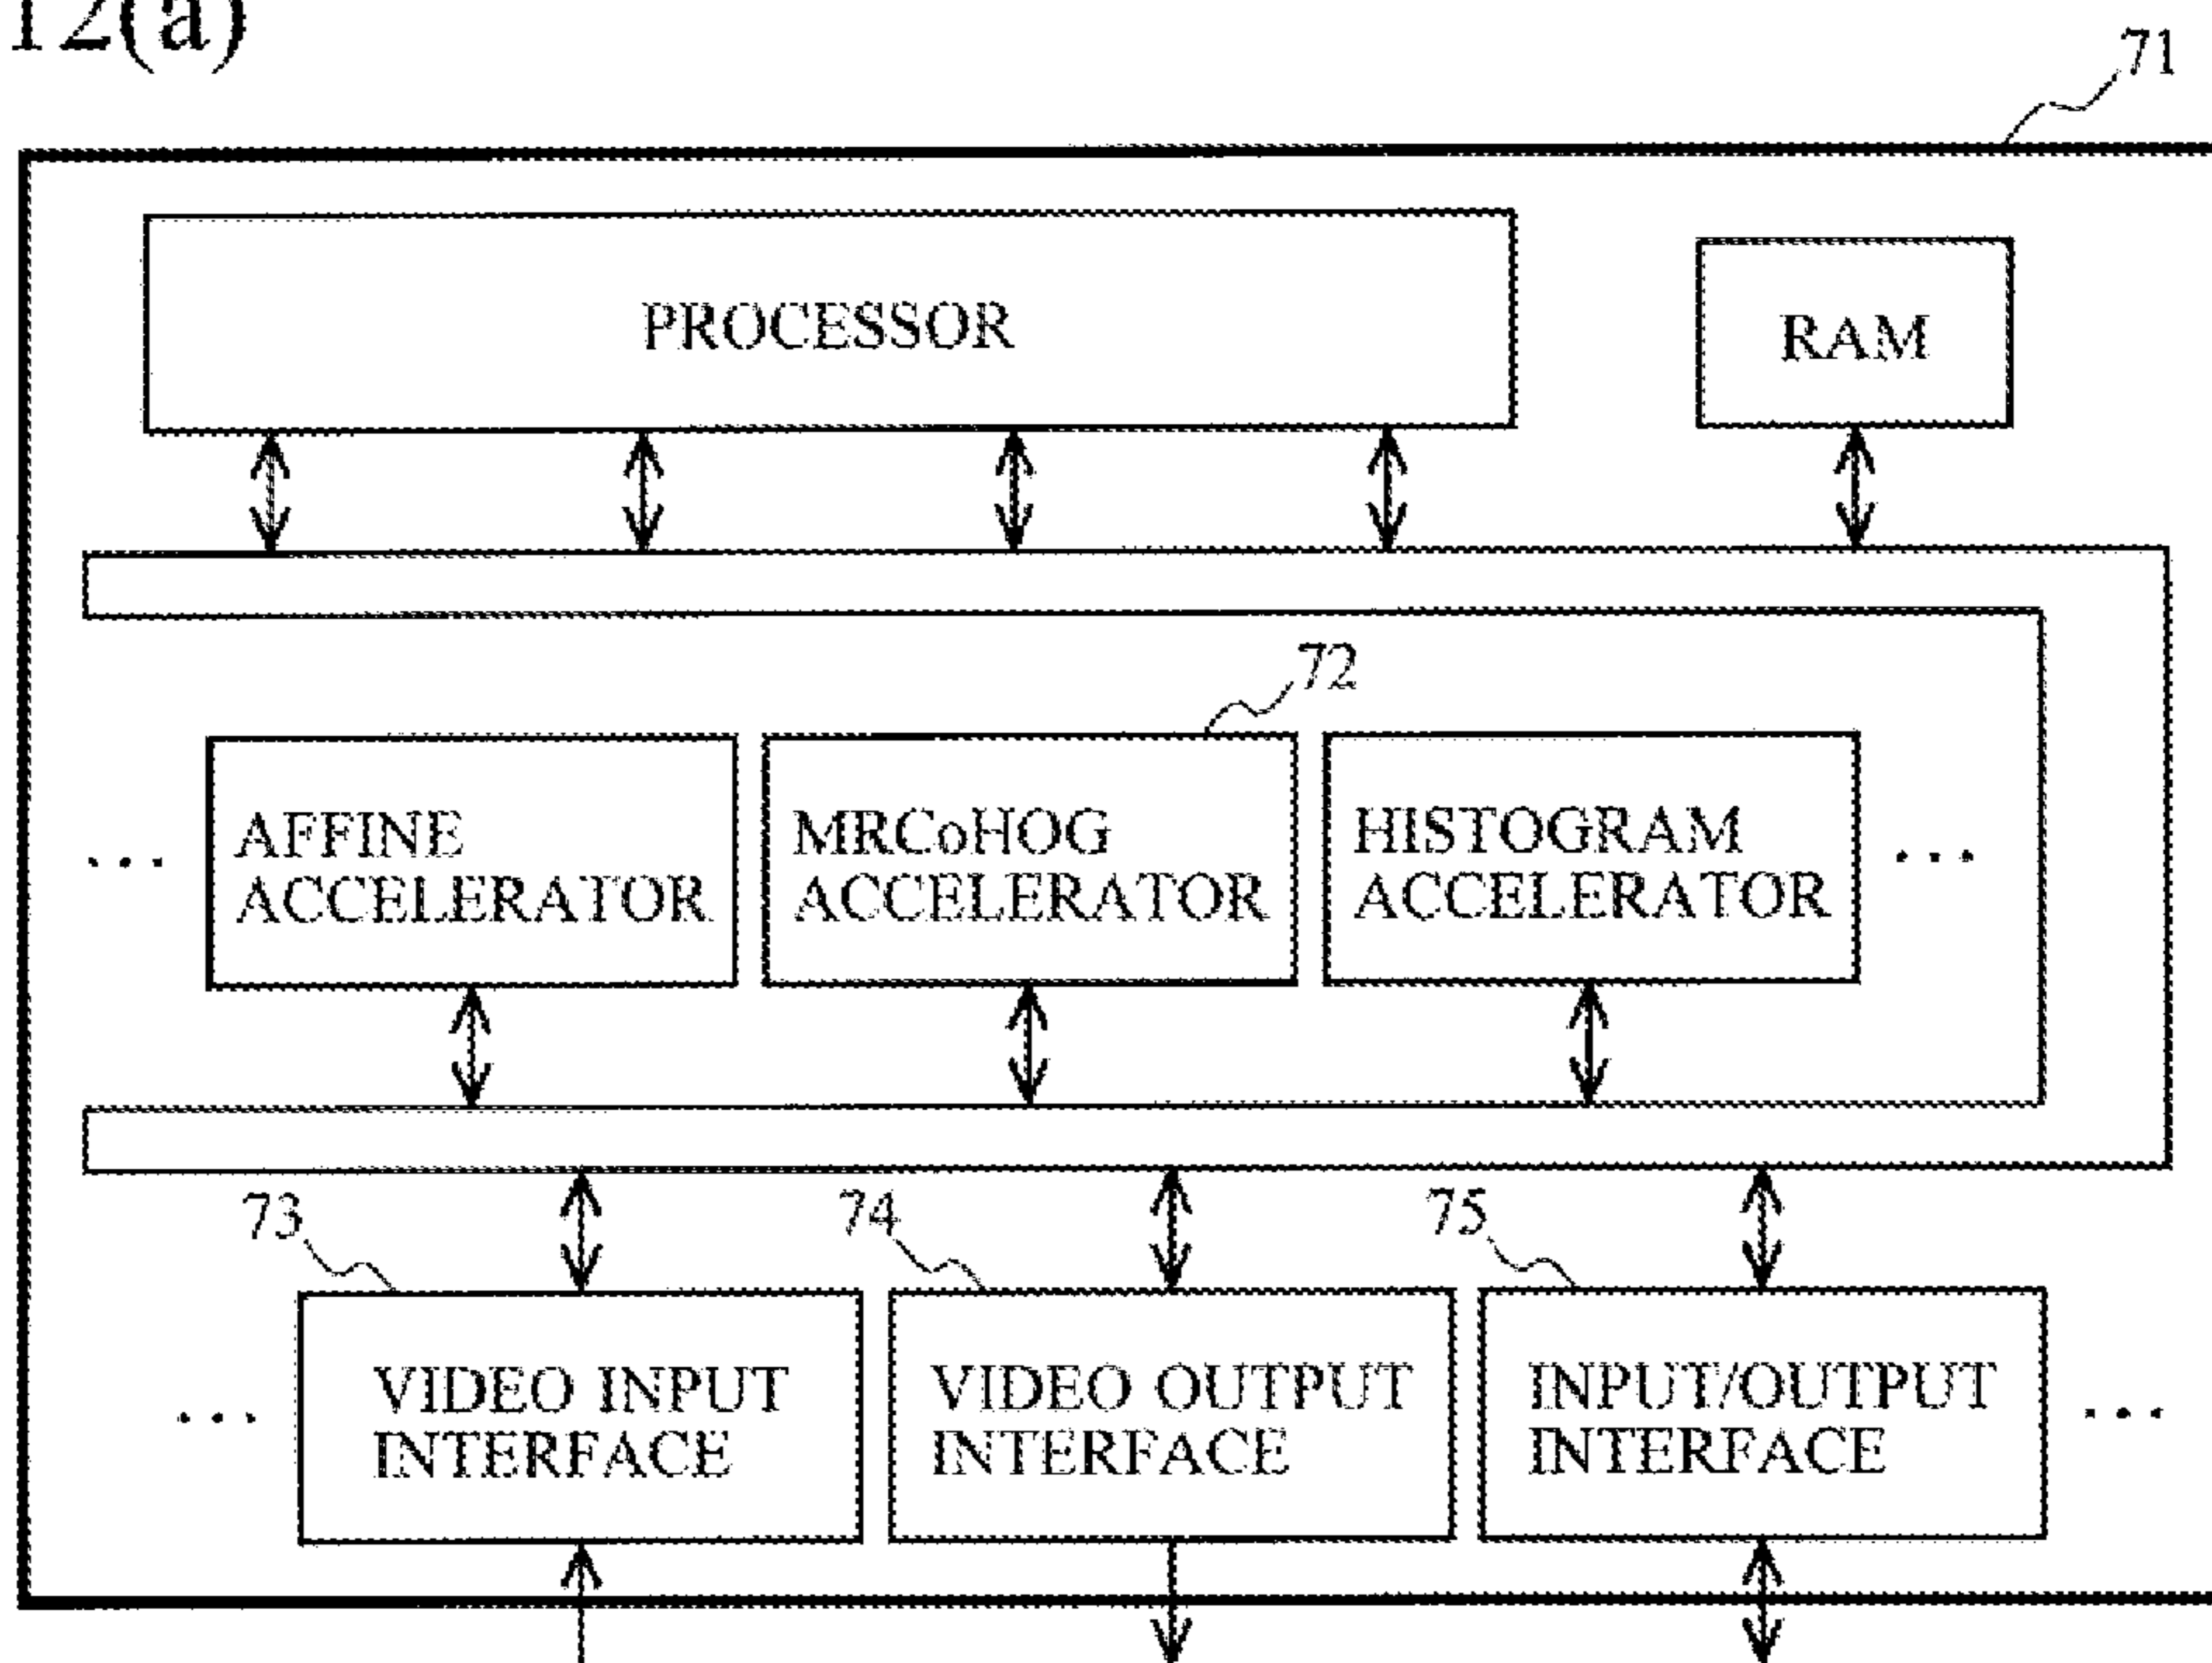 12(a)
71
PROCESSOR
RAM
72
... AFFINE
ACCELERATOR
MRCoHOG
ACCELERATOR
HISTOGRAM
ACCELERATOR ...
73
74
75
... VIDEO INPUT
INTERFACE
VIDEO OUTPUT
INTERFACE
INPUT/OUTPUT
INTERFACE ...